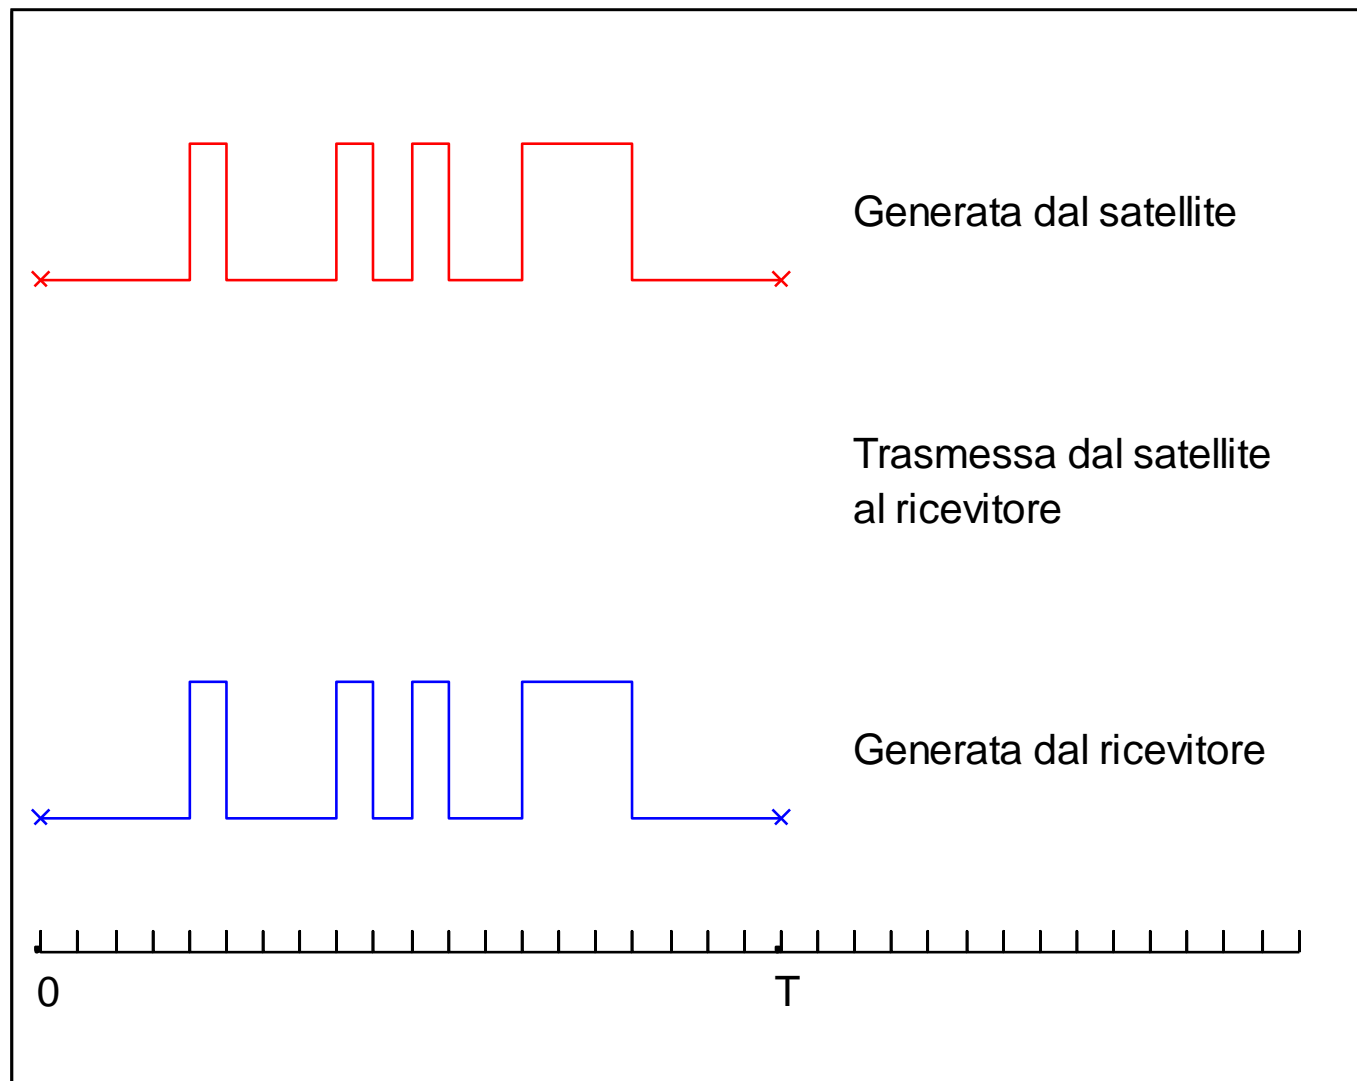 Generata dal satellite
Trasmessa dal satellite
al ricevitore
Generata dal ricevitore
0
T